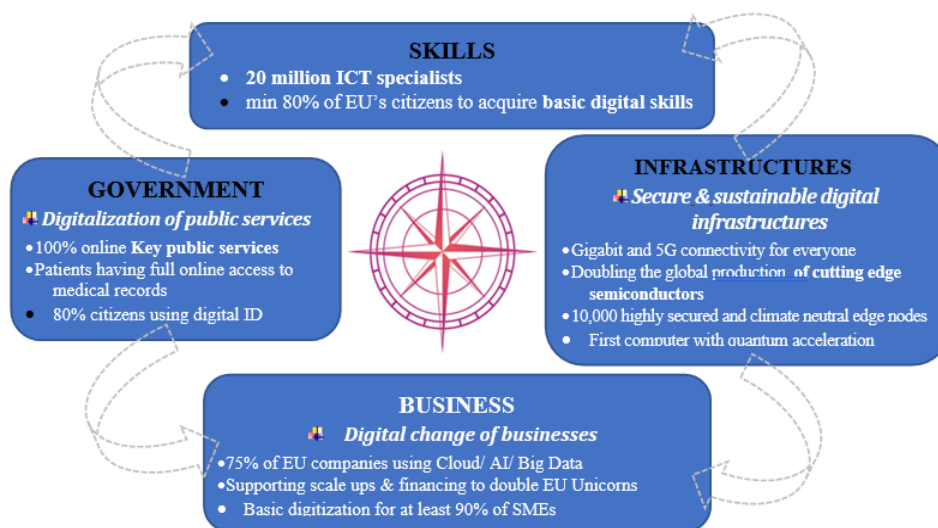 SKILLS
• 20 million ICT specialists
• min 80% of EU's citizens to acquire basic digital skills
GOVERNMENT
Digitalization of public services
•100% online Key public services
•Patients having full online access to
medical records
• 80% citizens using digital ID
INFRASTRUCTURES
Secure & sustainable digital
infrastructures
•Gigabit and 5G connectivity for everyone
•Doubling the global production of cutting edge
semiconductors
•10,000 highly secured and climate neutral edge nodes
• First computer with quantum acceleration
BUSINESS
Digital change of businesses
•75% of EU companies using Cloud/ AI/ Big Data
•Supporting scale ups & financing to double EU Unicorns
• Basic digitization for at least 90% of SMEs